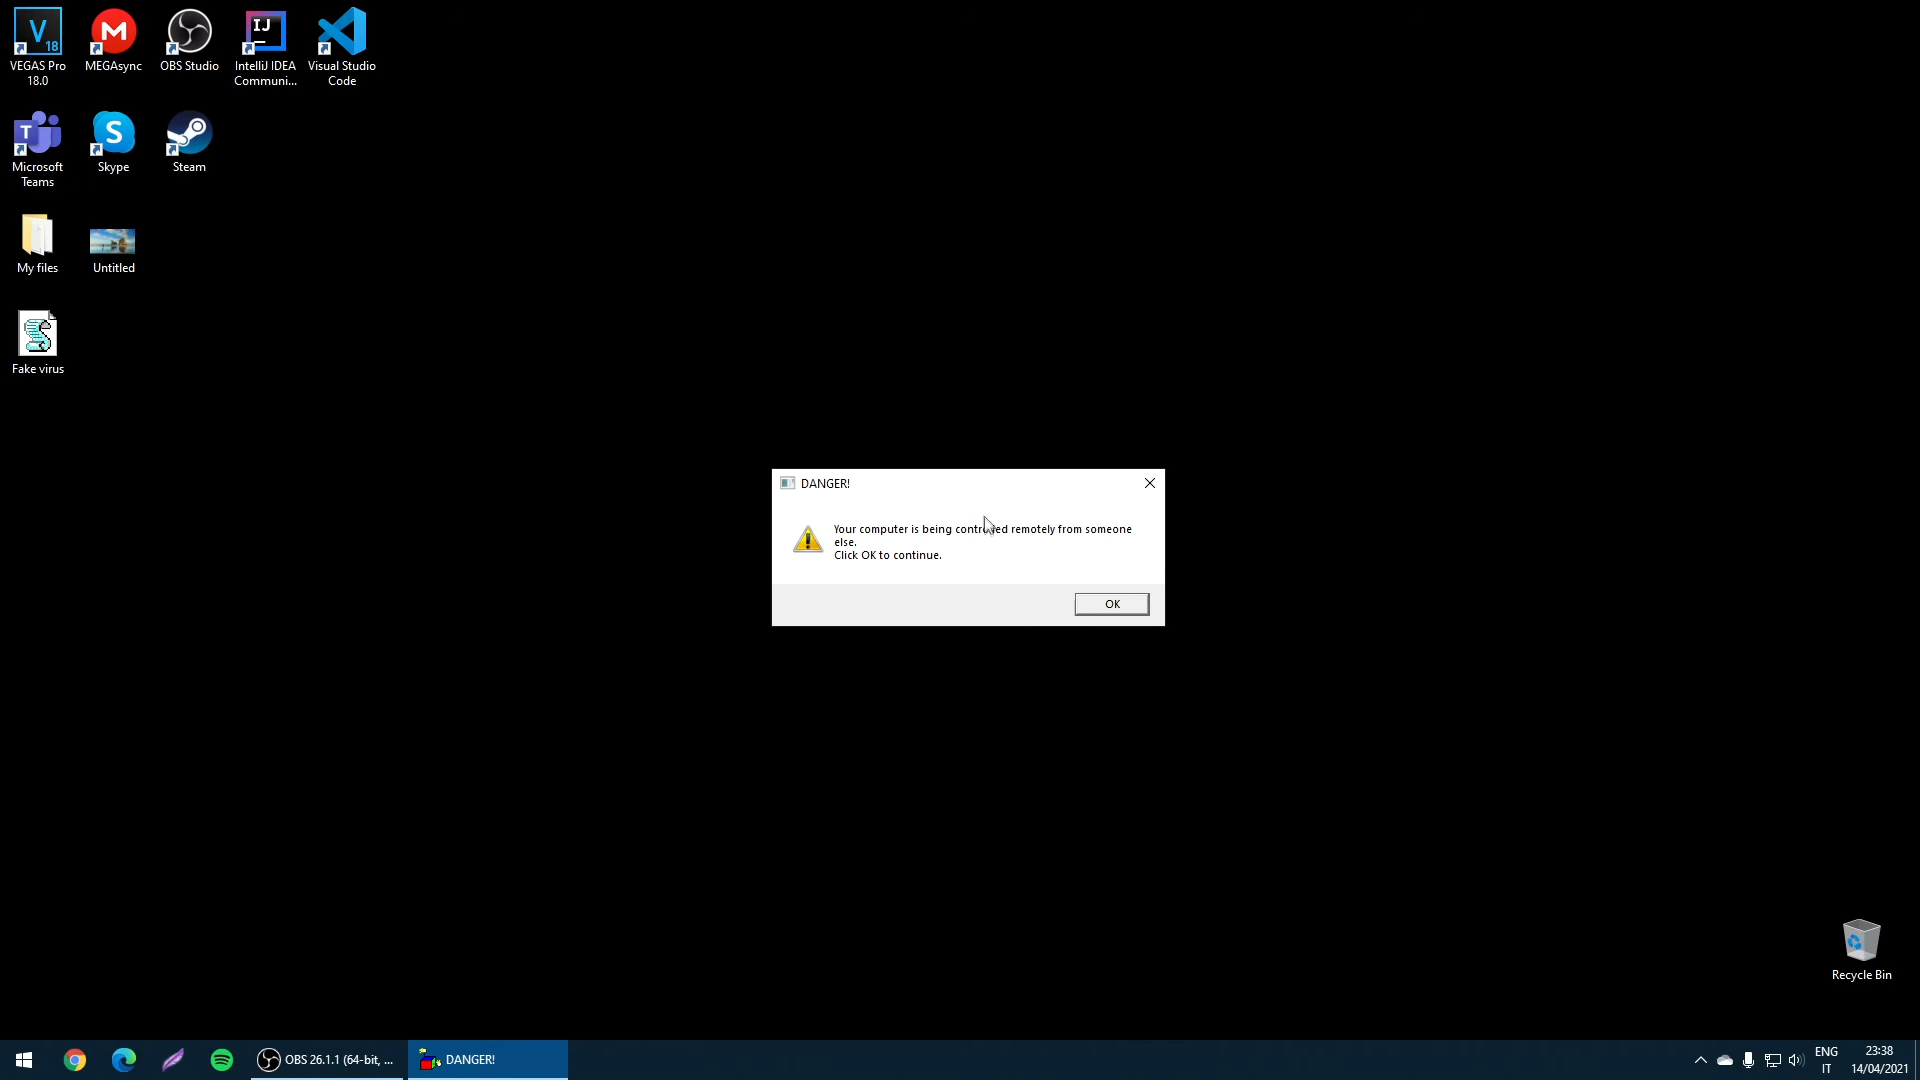 VEGAS Pro
18.0
MEGAsync
OBS Studio
IntelliJ IDEA
Communi...
Visual Studio
Code
Microsoft
Teams
Skype
Steam
My files
Untitled
Fake virus
DANGER!
Your computer is being controlled remotely from someone
else.
Click OK to continue.
OK
Recycle Bin
OBS 26.1.1 (64-bit, ...
DANGER!
ENG
IT
23:38
14/04/2021